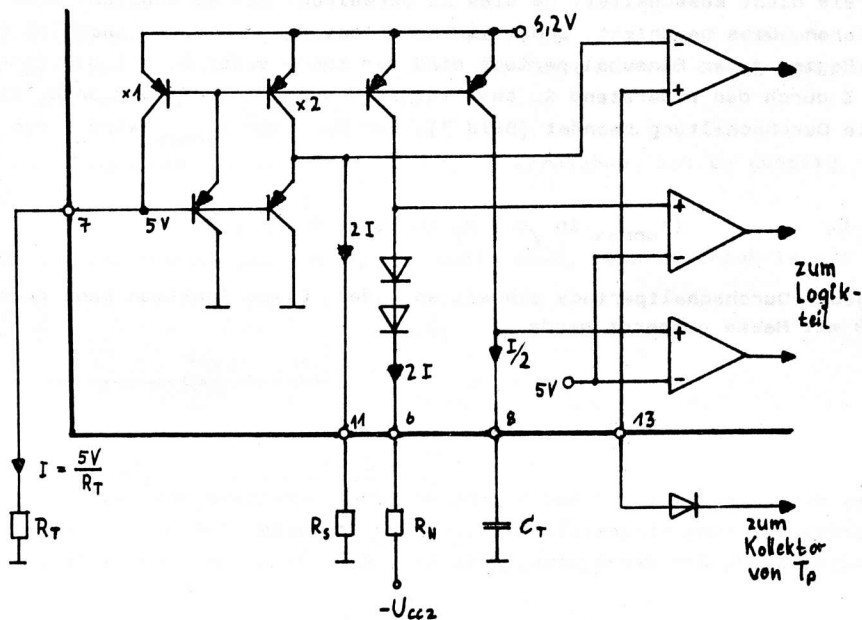 6,2V
x1
x2
7
5V
2I
2I
I/2
zum
Logik-
teil
5V
11
6
8
13
I = 5V
R_T
R_T
R_S
R_N
C_T
-U_CC2
zum
Kollektor
von T_P